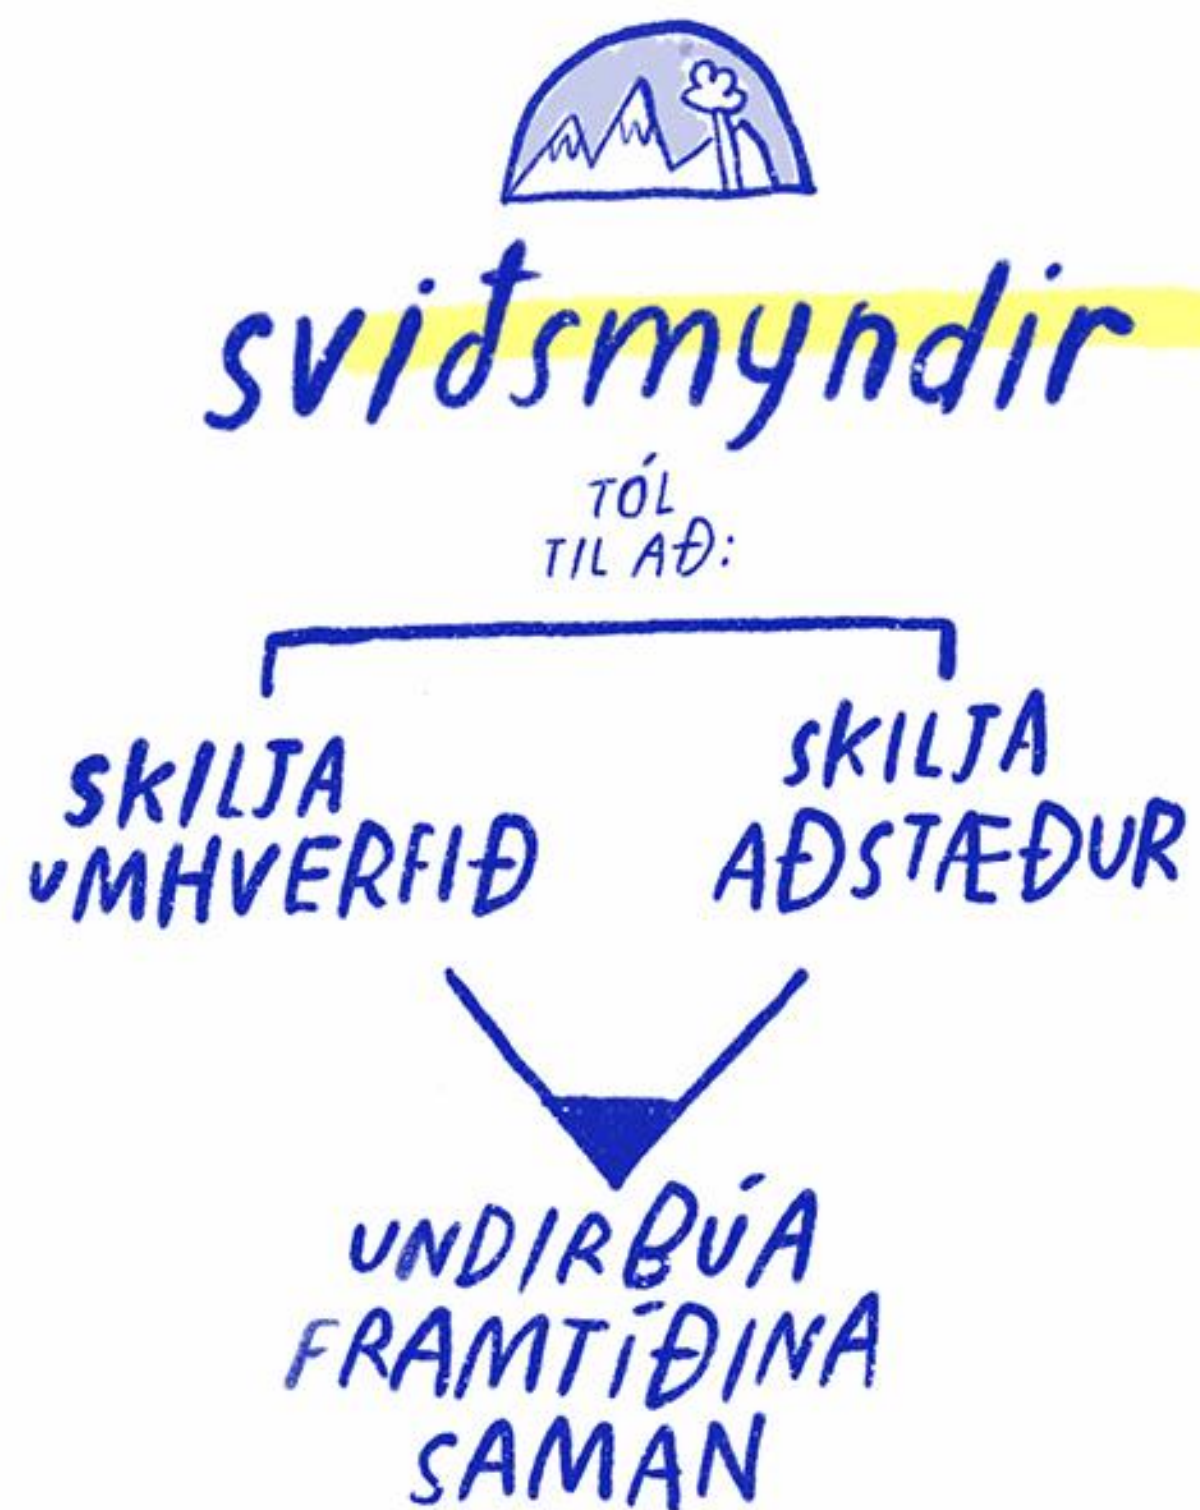 sviðsmyndir
TÓL
TIL AÐ:
SKILJA
UMHVERFIÐ
SKILJA
AÐSTÆÐUR
UNDIRBÚA
FRAMTÍÐINA
SAMAN